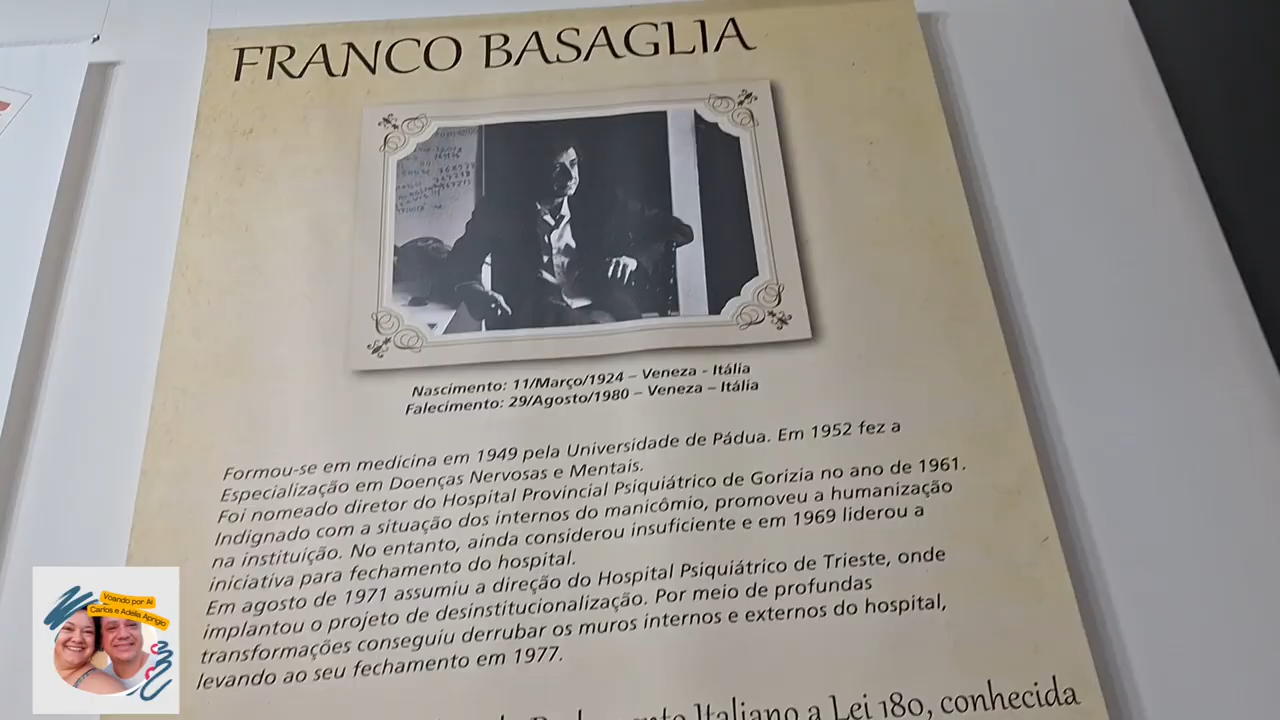 FRANCO BASAGLIA
Nascimento: 11/Março/1924 – Veneza - Itália
Falecimento: 29/Agosto/1980 – Veneza – Itália
Formou-se em medicina em 1949 pela Universidade de Pádua. Em 1952 fez a
Especialização em Doenças Nervosas e Mentais.
Foi nomeado diretor do Hospital Provincial Psiquiátrico de Gorizia no ano de 1961.
Indignado com a situação dos internos do manicômio, promoveu a humanização
na instituição. No entanto, ainda considerou insuficiente e em 1969 liderou a
iniciativa para fechamento do hospital.
Em agosto de 1971 assumiu a direção do Hospital Psiquiátrico de Trieste, onde
implantou o projeto de desinstitucionalização. Por meio de profundas
transformações conseguiu derrubar os muros internos e externos do hospital,
levando ao seu fechamento em 1977.
Italiano a Lei 180, conhecida
Voando por Aí
Carlos e Adelia Aprigio